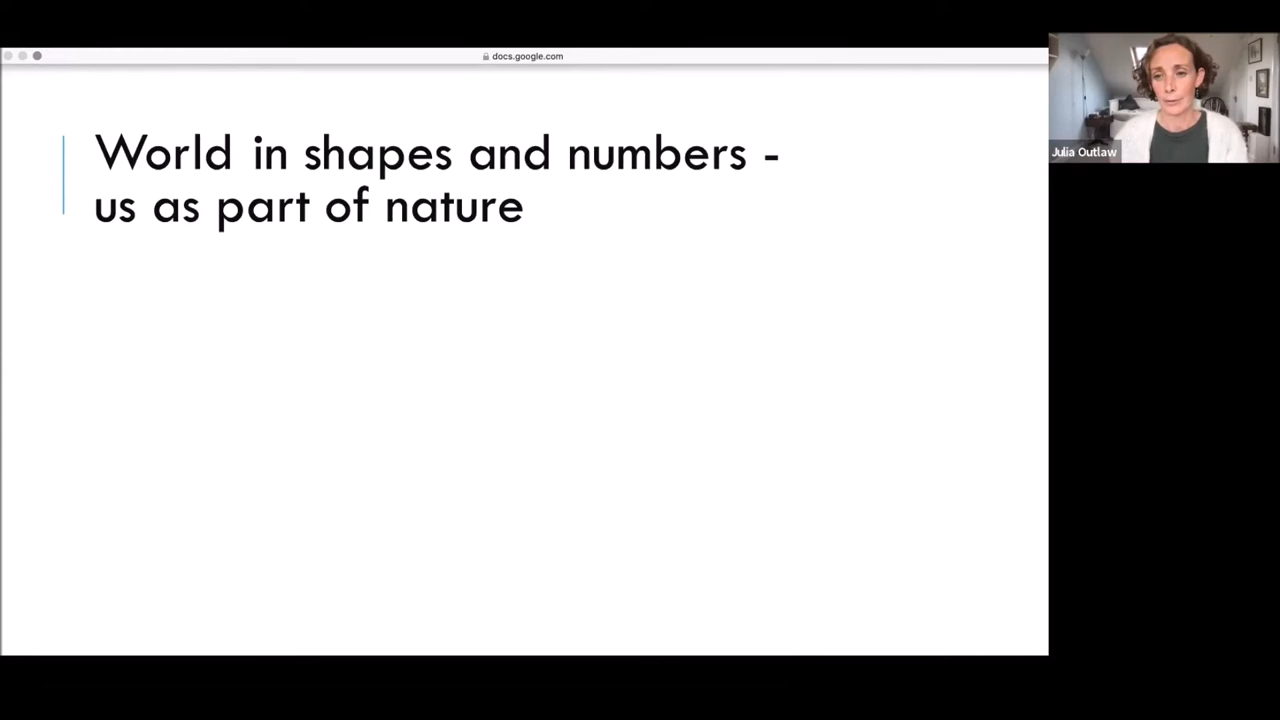 docs.google.com
World in shapes and numbers -
us as part of nature
Julia Outlaw